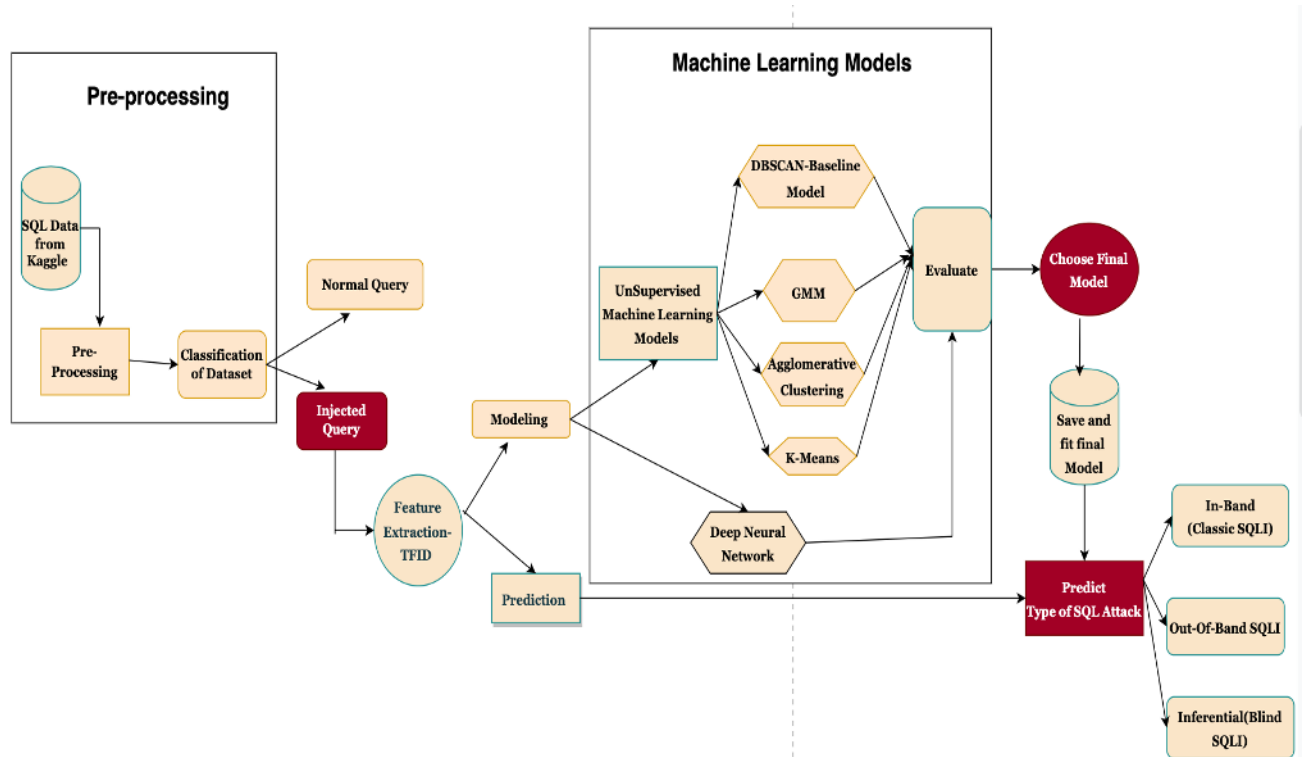 Pre-processing
SQL Data
from
Kaggle
Pre-
Processing
Classification
of Dataset
Normal Query
Injected
Query
Feature
Extraction-
TFID
Modeling
Prediction
Machine Learning Models
UnSupervised
Machine Learning
Models
DBSCAN-Baseline
Model
GMM
Agglomerative
Clustering
K-Means
Deep Neural
Network
Evaluate
Choose Final
Model
Save and
fit final
Model
Predict
Type of SQL Attack
In-Band
(Classic SQLI)
Out-Of-Band SQLI
Inferential(Blind
SQLI)